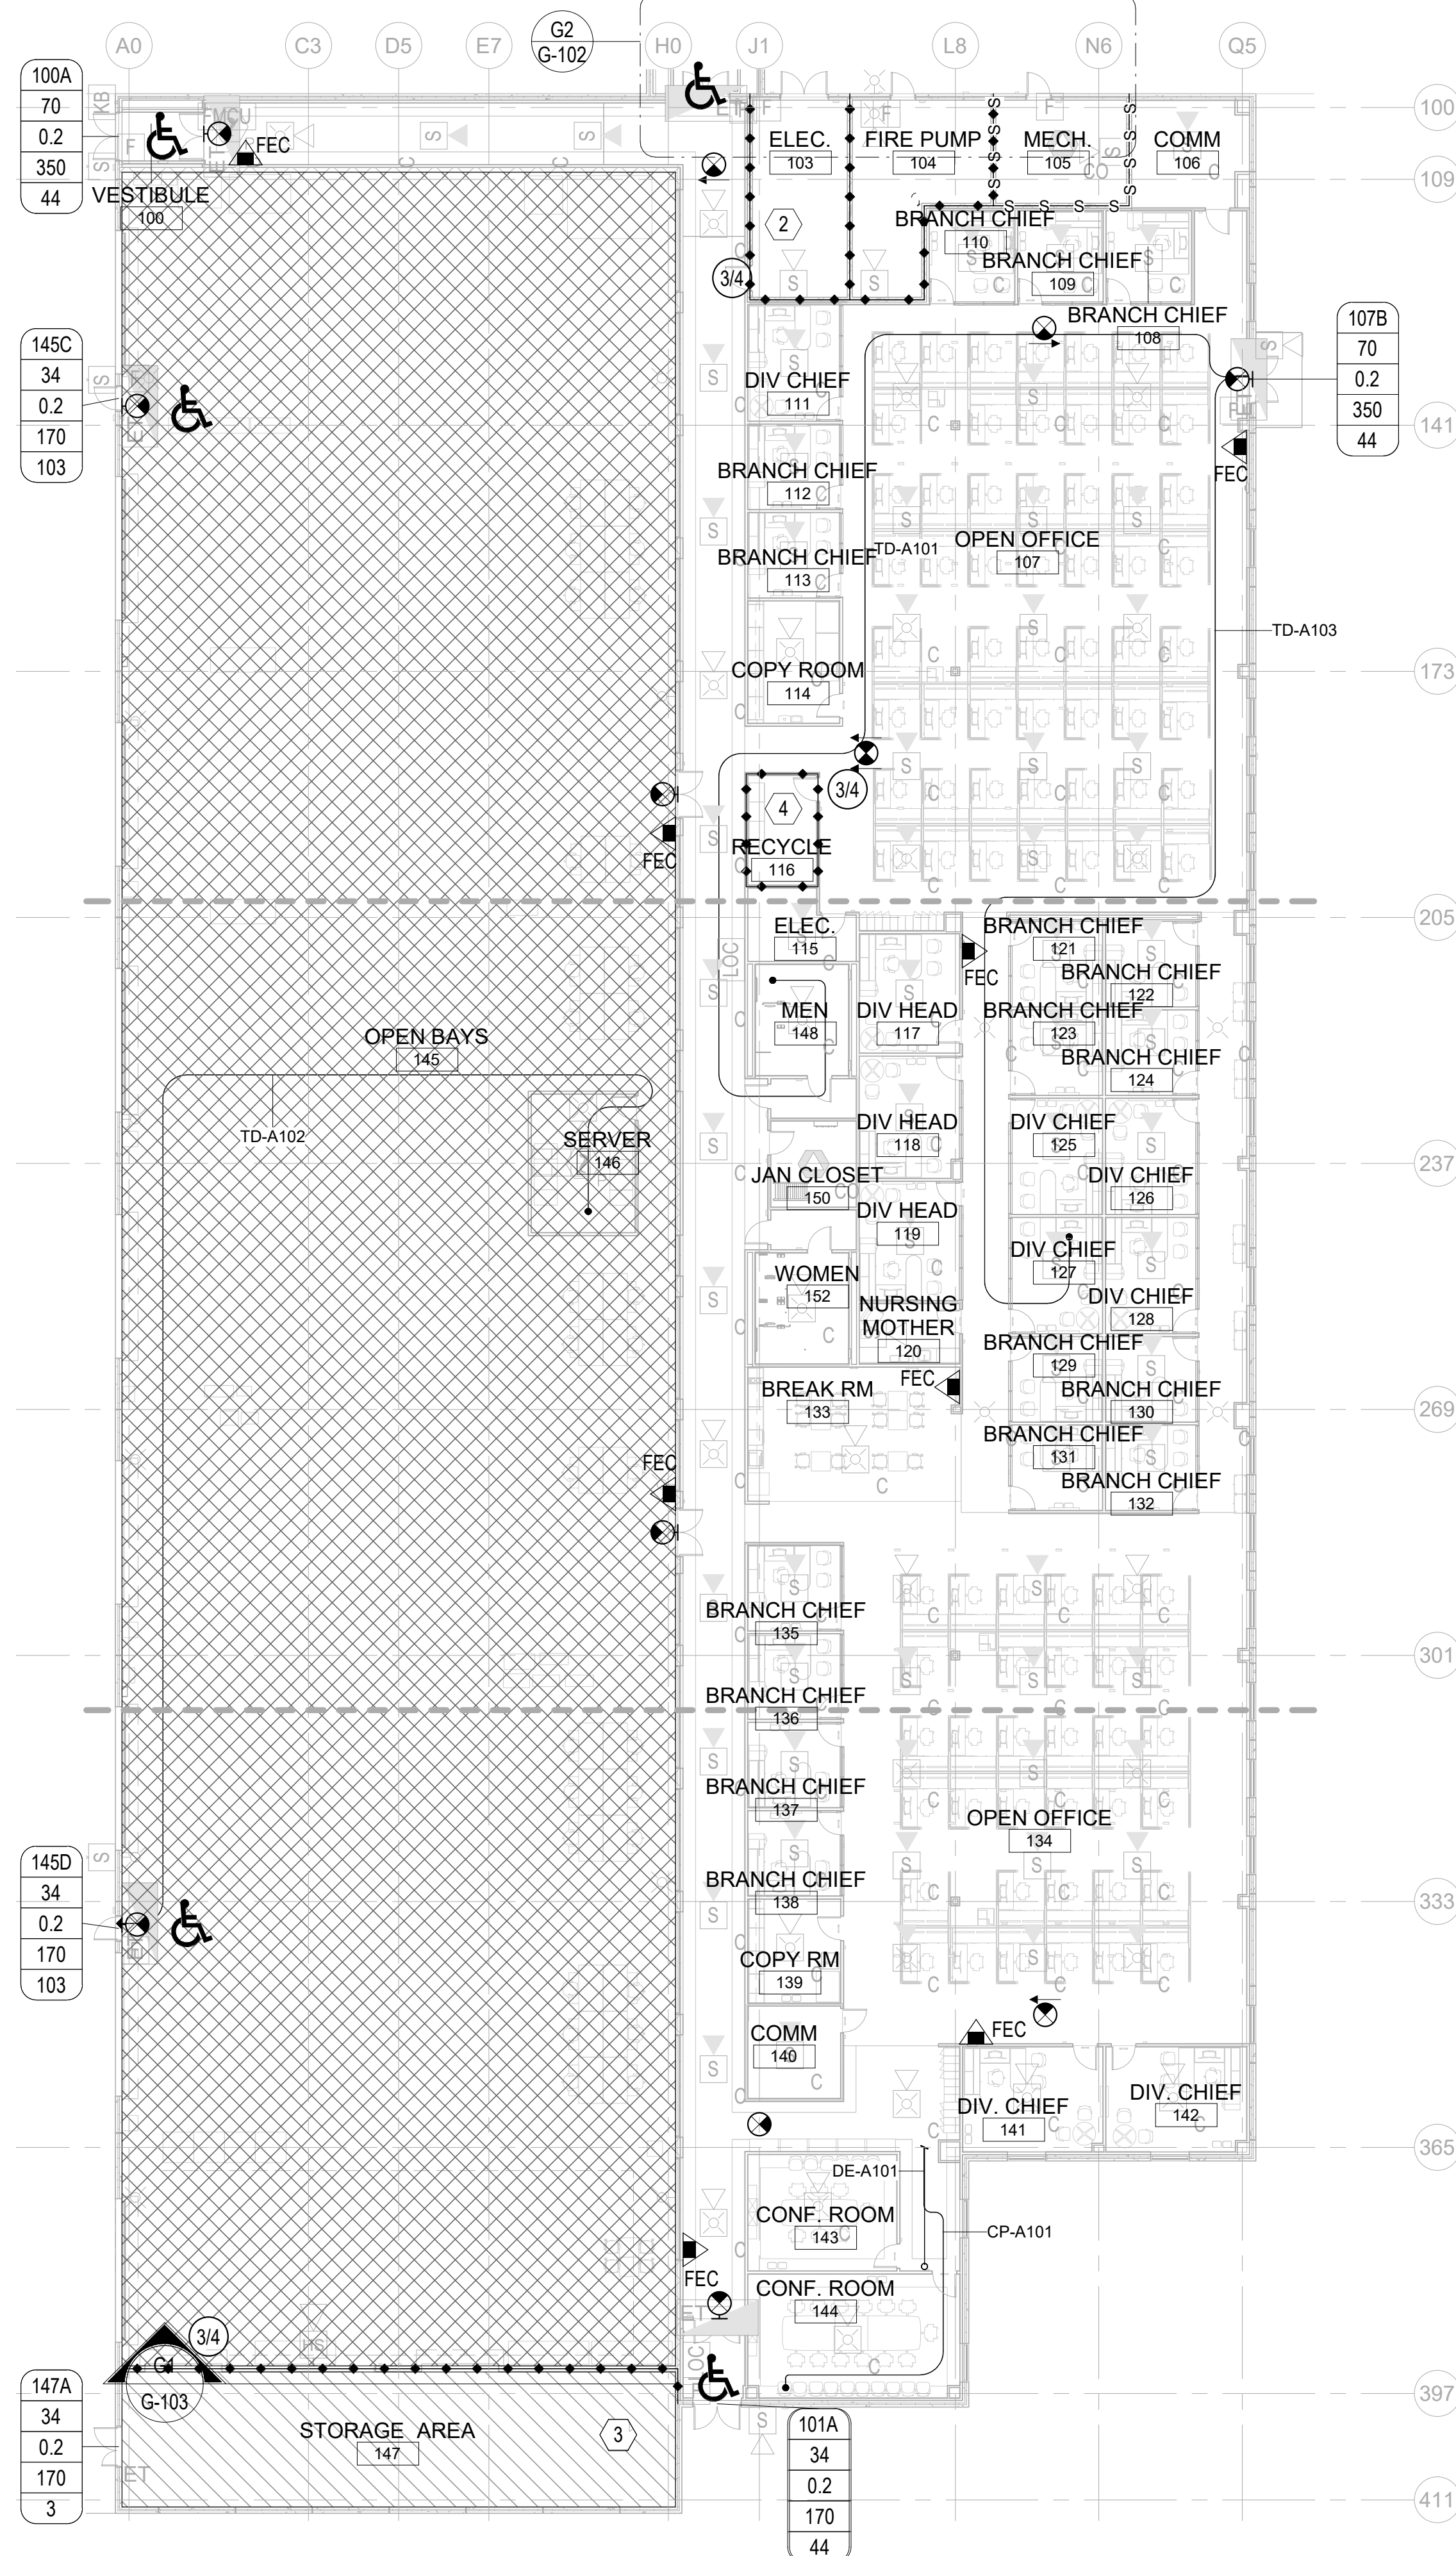 G2
G-102
A0
C3
D5
E7
H0
J1
L8
N6
Q5
100A
70
0.2
350
44
KB
F
S
FMCU
FEC
VESTIBULE
100
C
S
S
C
ELEC.
103
FIRE PUMP
104
MECH.
105
COMM
106
F
F
S
CO
C
100
109
2
3/4
BRANCH CHIEF
110
BRANCH CHIEF
109
BRANCH CHIEF
108
145C
34
0.2
170
103
107B
70
0.2
350
44
S
DIV CHIEF
111
141
FEC
BRANCH CHIEF
112
BRANCH CHIEF
113
TD-A101
OPEN OFFICE
107
TD-A103
COPY ROOM
114
173
3/4
4
RECYCLE
116
FEC
205
ELEC.
115
LOC
FEC
BRANCH CHIEF
121
BRANCH CHIEF
122
MEN
148
DIV HEAD
117
BRANCH CHIEF
123
BRANCH CHIEF
124
OPEN BAYS
145
TD-A102
SERVER
146
DIV HEAD
118
DIV CHIEF
125
237
JAN CLOSET
150
CO
DIV CHIEF
126
DIV HEAD
119
DIV CHIEF
127
WOMEN
152
NURSING
MOTHER
120
DIV CHIEF
128
BRANCH CHIEF
129
FEC
BREAK RM
133
BRANCH CHIEF
130
269
BRANCH CHIEF
131
FEC
BRANCH CHIEF
132
BRANCH CHIEF
135
301
BRANCH CHIEF
136
BRANCH CHIEF
137
OPEN OFFICE
134
145D
34
0.2
170
103
BRANCH CHIEF
138
333
COPY RM
139
COMM
140
FEC
DIV. CHIEF
141
DIV. CHIEF
142
365
DE-A101
CONF. ROOM
143
CP-A101
FEC
CONF. ROOM
144
3/4
HS
LOC
G1
G-103
397
147A
34
0.2
170
3
STORAGE AREA
147
3
ET
101A
34
0.2
170
44
S
411